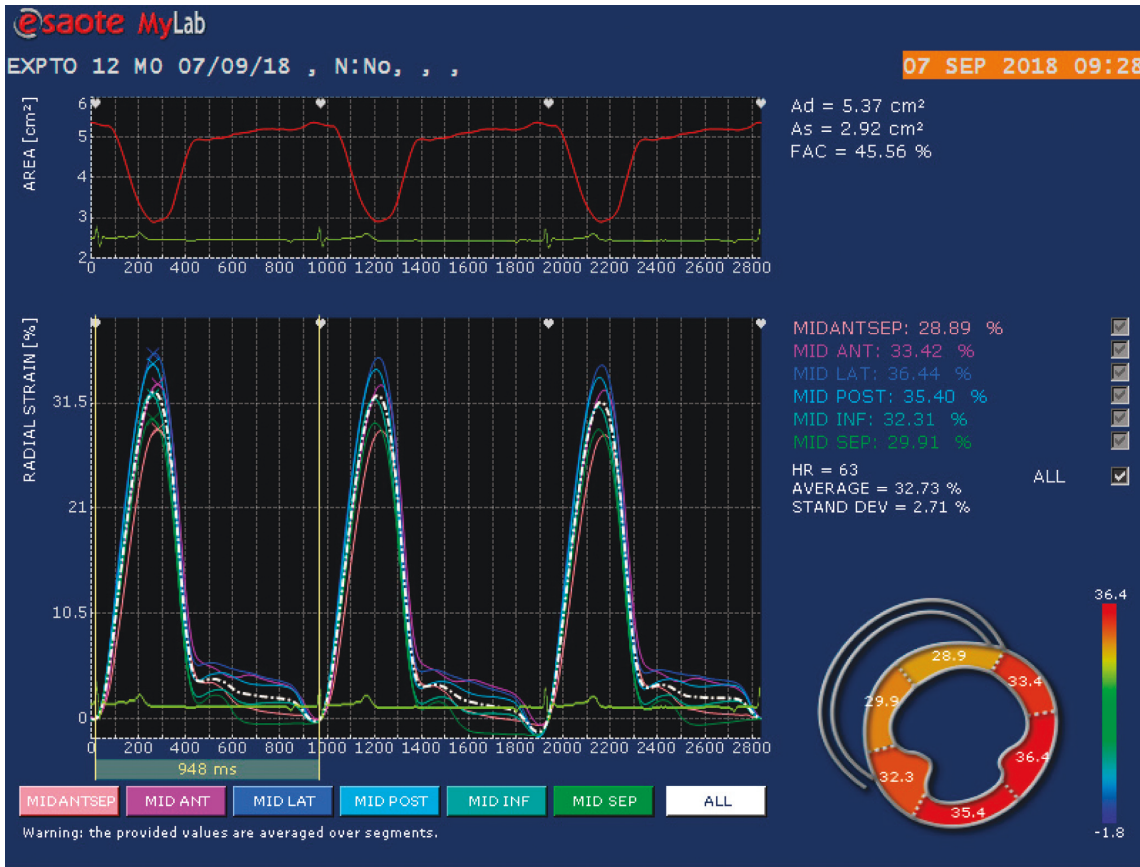 esaote MyLab
EXPTO 12 MO 07/09/18 , N:No, , ,
07 SEP 2018 09:28
AREA [cm²]
6
5
4
3
2
0 200 400 600 800 1000 1200 1400 1600 1800 2000 2200 2400 2600 2800
Ad = 5.37 cm²
As = 2.92 cm²
FAC = 45.56 %
RADIAL STRAIN [%]
31.5
21
10.5
0
0 200 400 600 800 1000 1200 1400 1600 1800 2000 2200 2400 2600 2800
948 ms
MIDANTSEP: 28.89 %
MID ANT: 33.42 %
MID LAT: 36.44 %
MID POST: 35.40 %
MID INF: 32.31 %
MID SEP: 29.91 %
HR = 63
AVERAGE = 32.73 %
STAND DEV = 2.71 %
ALL
36.4
28.9
33.4
29.9
36.4
32.3
35.4
-1.8
MIDANTSEP MID ANT MID LAT MID POST MID INF MID SEP ALL
Warning: the provided values are averaged over segments.